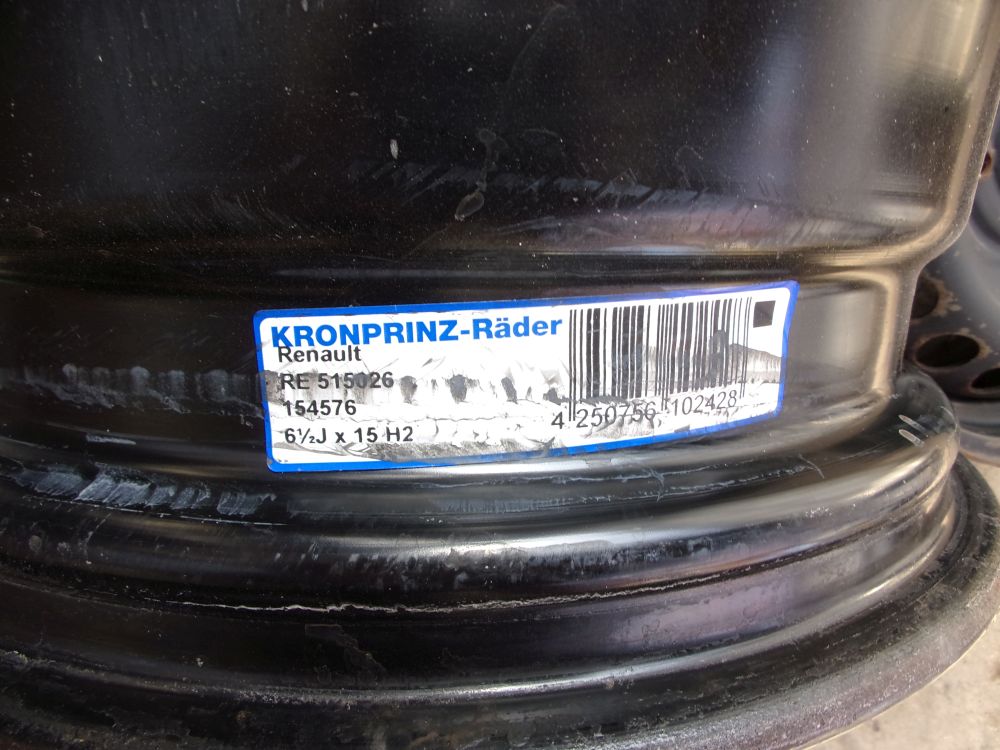 KRONPRINZ-Räder
Renault
RE 515026
154576
6½J x 15 H2
4 250756 102428